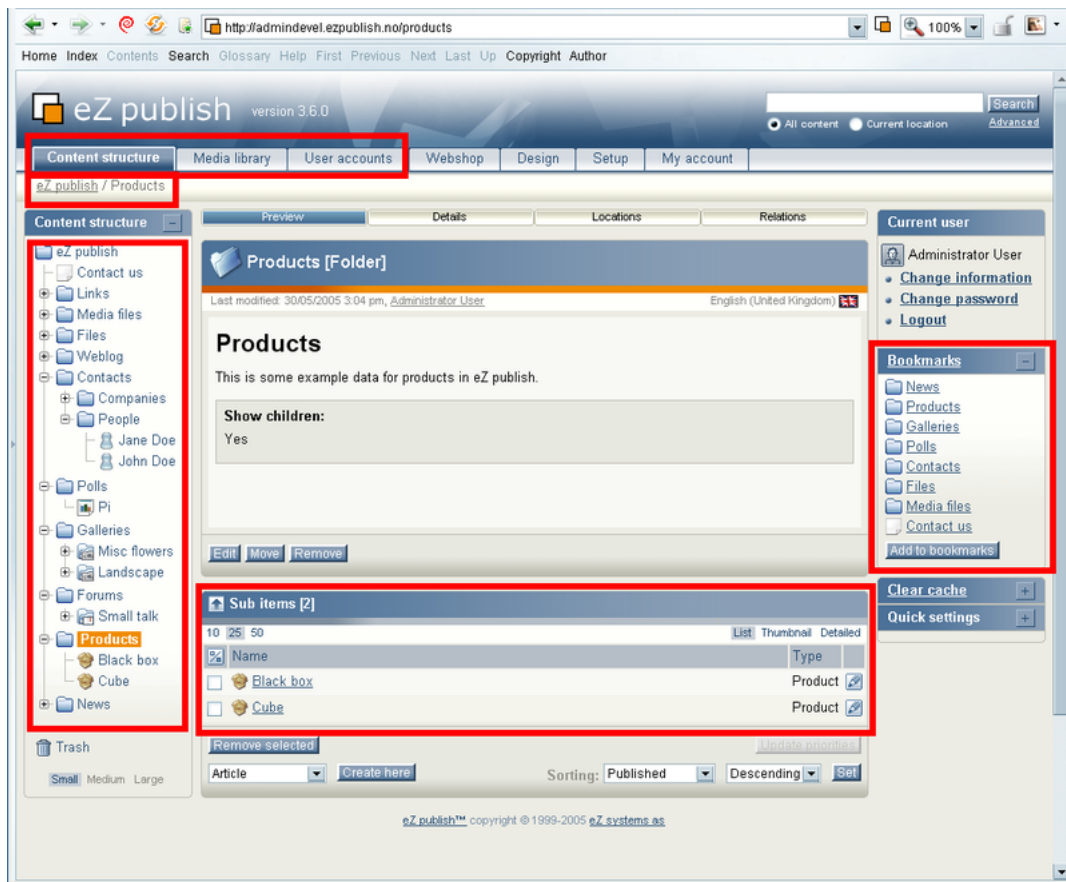 http://admindevel.ezpublish.no/products
100%
Home Index Contents Search Glossary Help First Previous Next Last Up Copyright Author
eZ publish version 3.6.0
Search
All content Current location Advanced
Content structure Media library User accounts Webshop Design Setup My account
eZ publish / Products
Content structure
eZ publish
Contact us
Links
Media files
Files
Weblog
Contacts
Companies
People
Jane Doe
John Doe
Polls
Pi
Galleries
Misc flowers
Landscape
Forums
Small talk
Products
Black box
Cube
News
Trash
Small Medium Large
Preview Details Locations Relations
Products [Folder]
Last modified: 30/05/2005 3:04 pm, Administrator User English (United Kingdom)
Products
This is some example data for products in eZ publish.
Show children:
Yes
Edit Move Remove
Sub items [2]
10 25 50 List Thumbnail Detailed
Name Type
Black box Product
Cube Product
Remove selected Update priorities
Article Create here Sorting: Published Descending Set
Current user
Administrator User
Change information
Change password
Logout
Bookmarks
News
Products
Galleries
Polls
Contacts
Files
Media files
Contact us
Add to bookmarks
Clear cache
Quick settings
eZ publish™ copyright © 1999-2005 eZ systems as